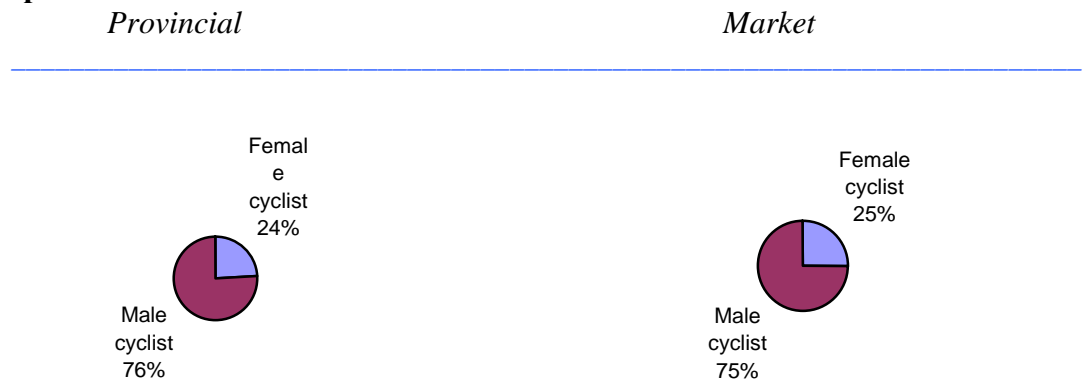 Provincial Market
Femal
e
cyclist
24%
Male
cyclist
76%
Female
cyclist
25%
Male
cyclist
75%